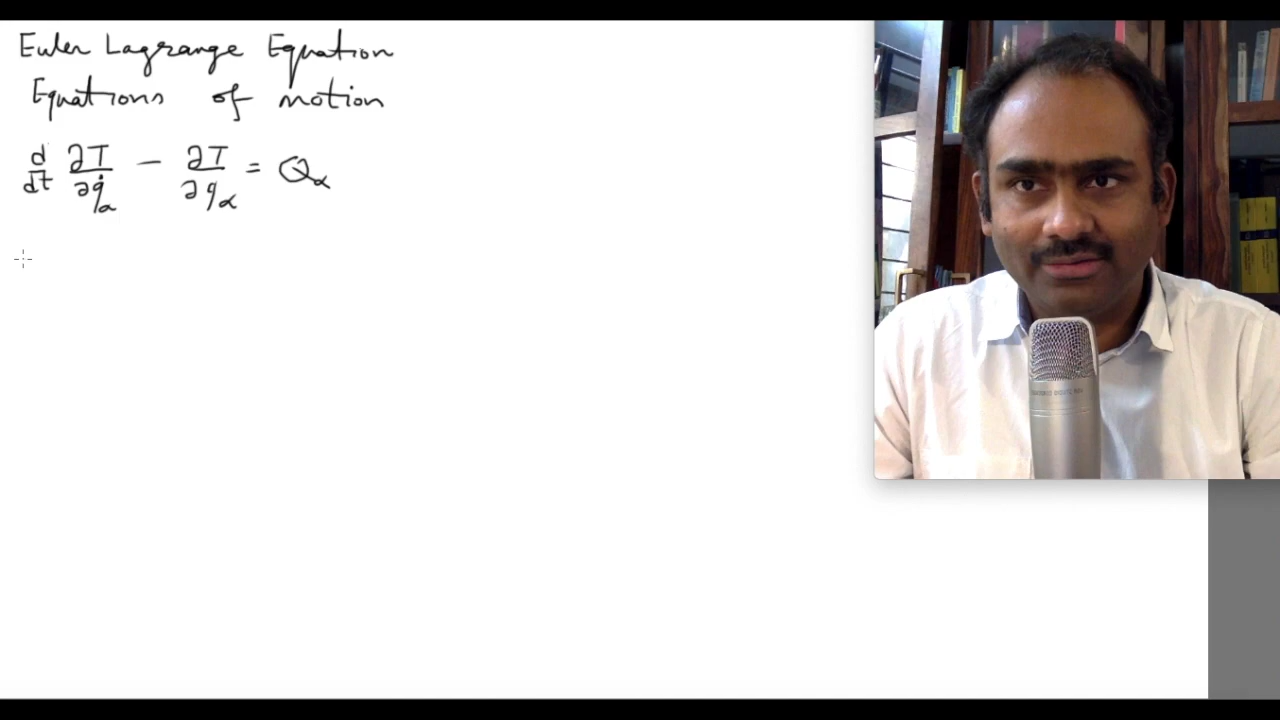 Euler Lagrange Equation
Equations of motion
d/dt ∂T/∂q̇α − ∂T/∂qα = Qα